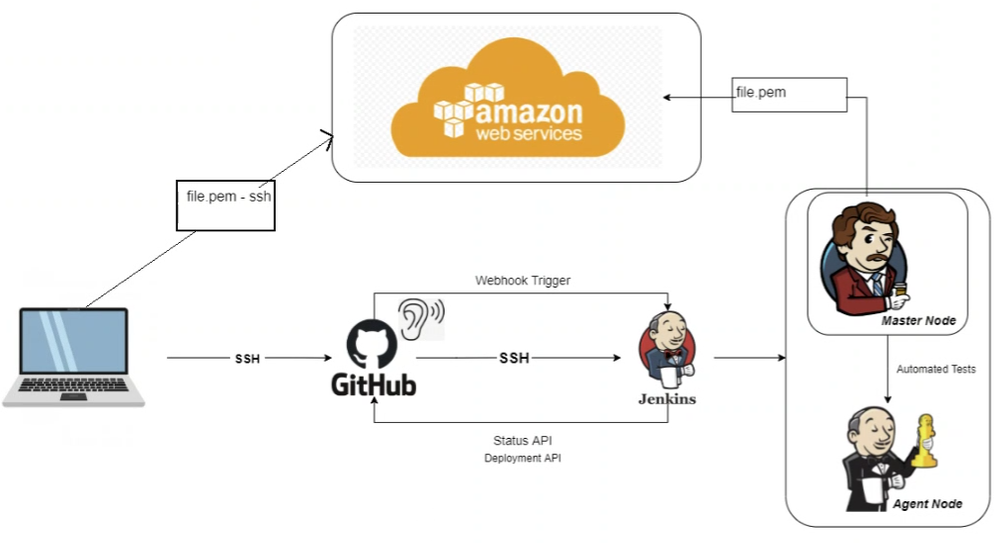 amazon
web services
file.pem
file.pem - ssh
Webhook Trigger
Master Node
SSH
SSH
GitHub
Jenkins
Automated Tests
Status API
Deployment API
Agent Node